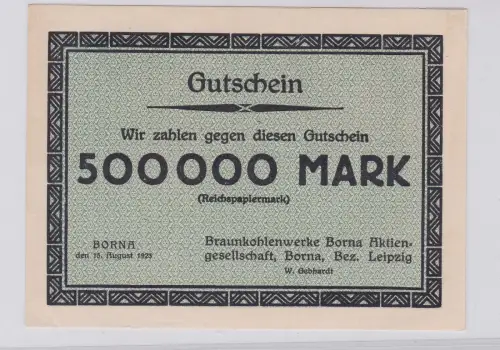 Gutschein
Wir zahlen gegen diesen Gutschein
500000 MARK
(Reichspapiermark)
BORNA
den 15. August 1923
Braunkohlenwerke Borna Aktien-
gesellschaft, Borna, Bez. Leipzig
W. Gebhardt